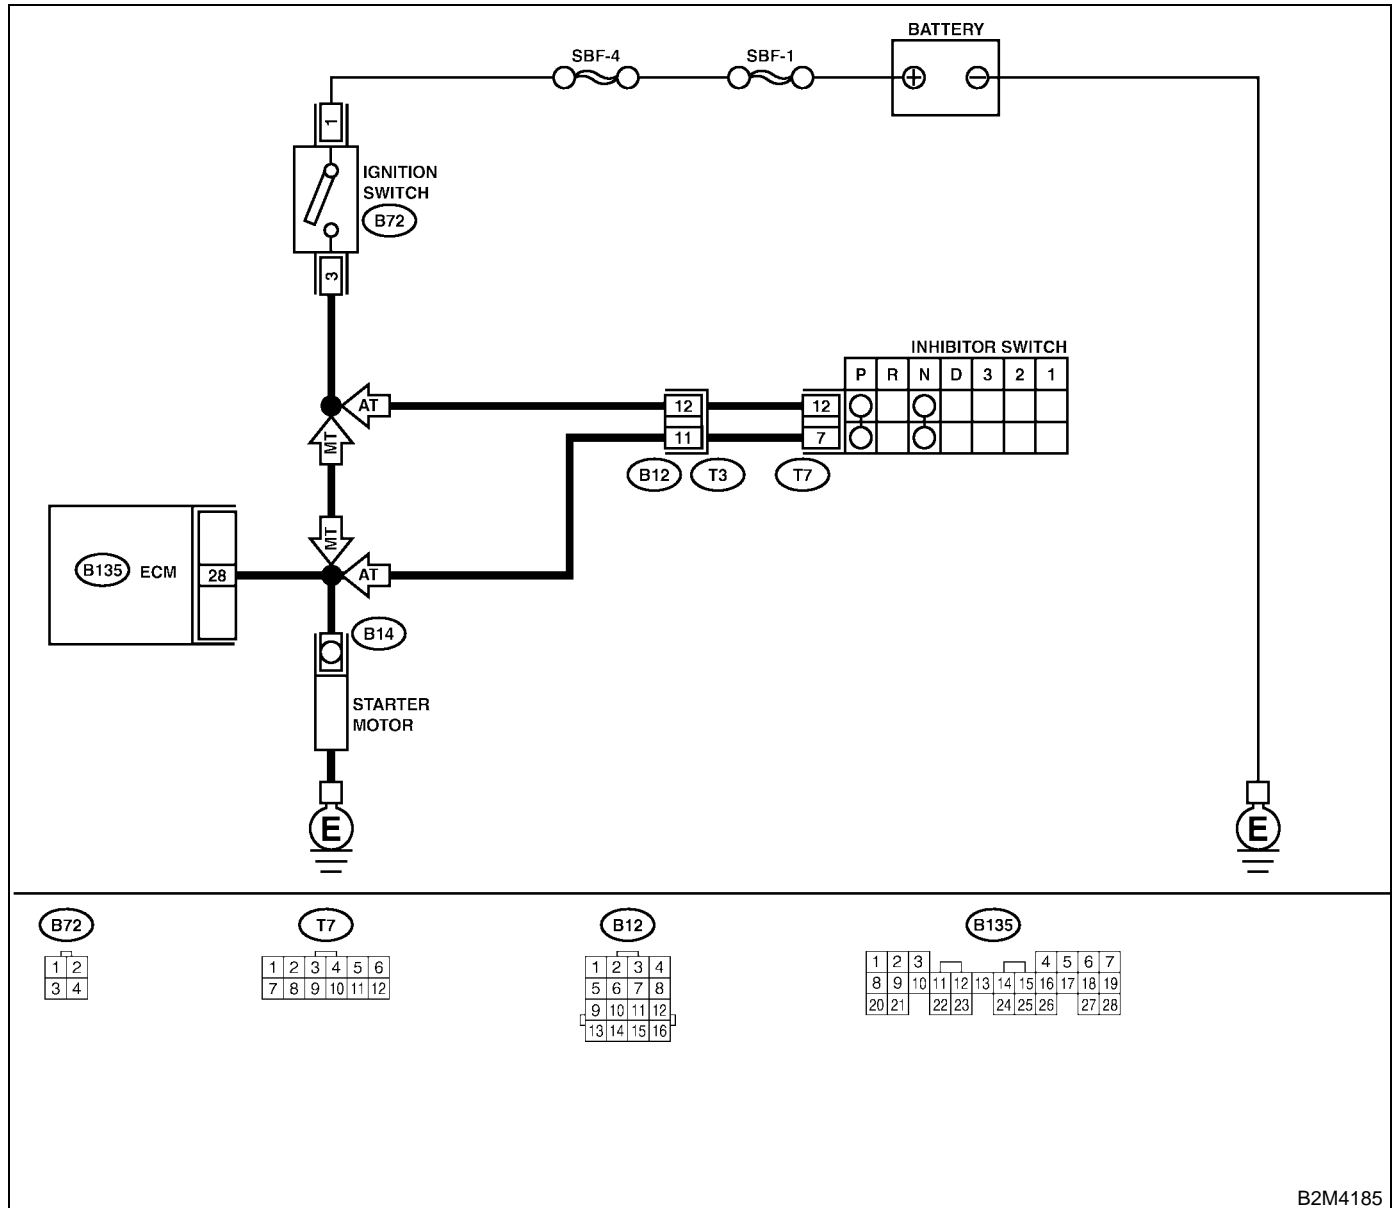 BATTERY
SBF-4 SBF-1
+ −
1
IGNITION
SWITCH
B72
3
INHIBITOR SWITCH
P R N D 3 2 1
AT 12 12
MT 11 7
B12 T3 T7
MT
B135 ECM 28 AT
B14
STARTER
MOTOR
E E
B72 T7 B12 B135
1 2
3 4
1 2 3 4 5 6
7 8 9 10 11 12
1 2 3 4
5 6 7 8
9 10 11 12
13 14 15 16
1 2 3 4 5 6 7
8 9 10 11 12 13 14 15 16 17 18 19
20 21 22 23 24 25 26 27 28
B2M4185